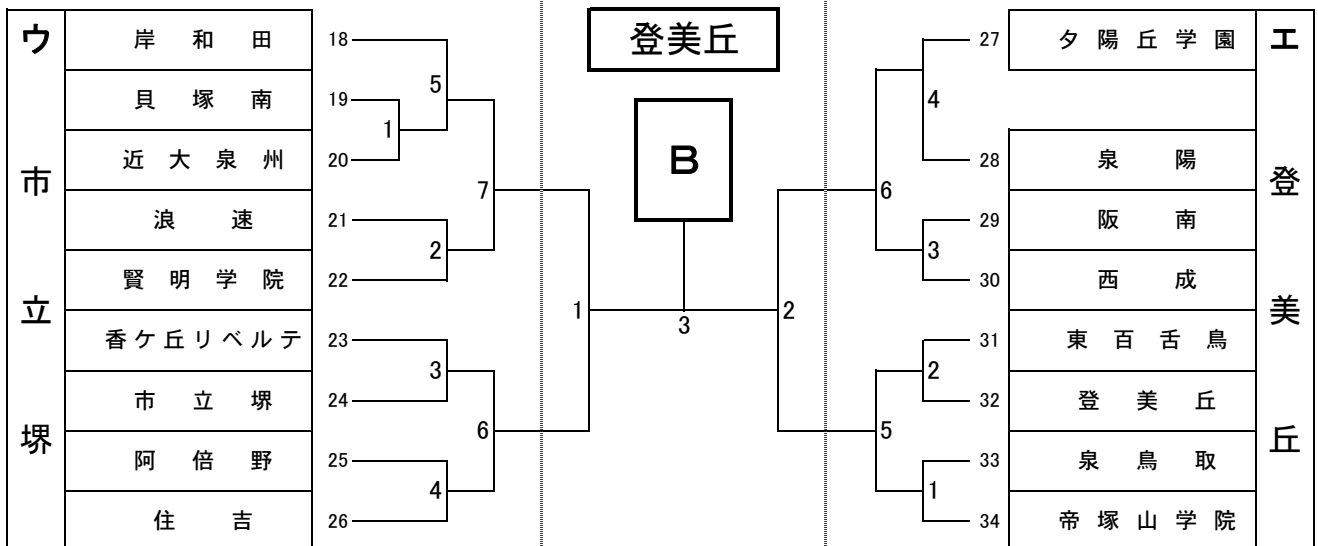 ウ 市立堺
岸和田 18
貝塚南 19
近大泉州 20
浪速 21
賢明学院 22
香ケ丘リベルテ 23
市立堺 24
阿倍野 25
住吉 26
5
1
7
2
3
6
4
登美丘
B
1
3
2
4
6
3
2
5
1
27 夕陽丘学園
28 泉陽
29 阪南
30 西成
31 東百舌鳥
32 登美丘
33 泉鳥取
34 帝塚山学院
エ 登美丘